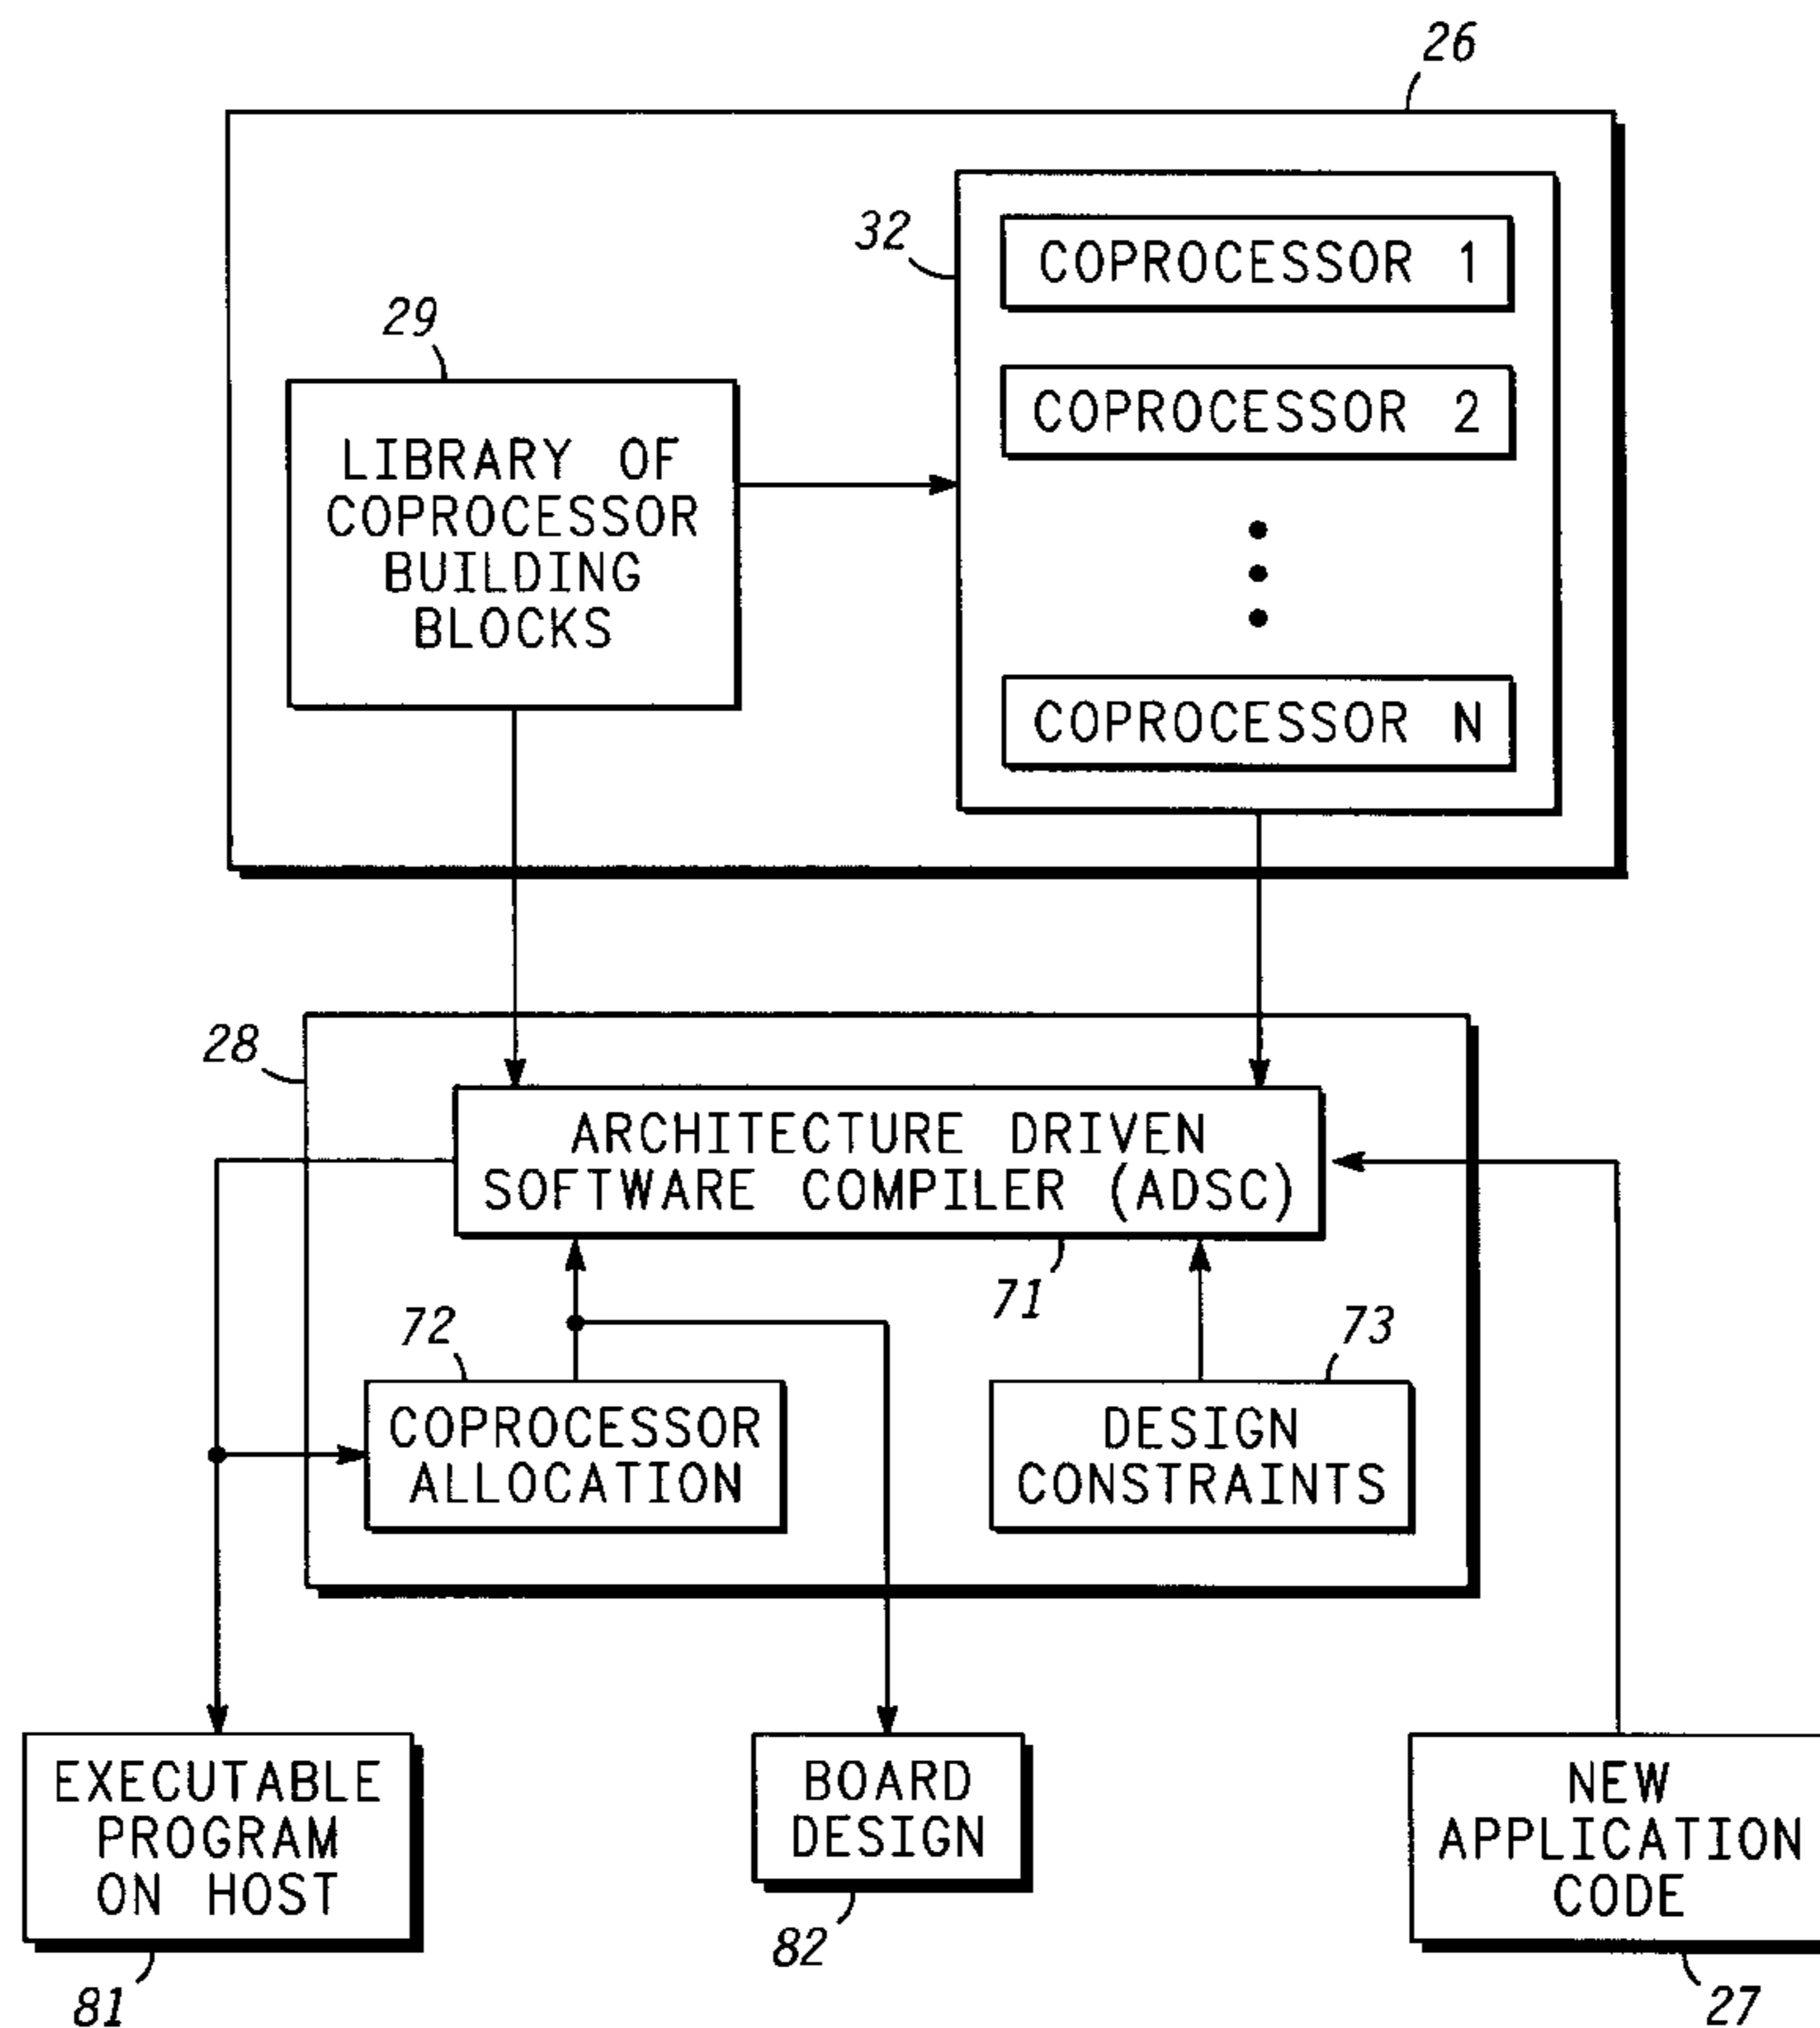 26
32
COPROCESSOR 1
29
COPROCESSOR 2
LIBRARY OF
COPROCESSOR
BUILDING
BLOCKS
COPROCESSOR N
28
ARCHITECTURE DRIVEN
SOFTWARE COMPILER (ADSC)
71
72
73
COPROCESSOR
ALLOCATION
DESIGN
CONSTRAINTS
EXECUTABLE
PROGRAM
ON HOST
BOARD
DESIGN
NEW
APPLICATION
CODE
81
82
27